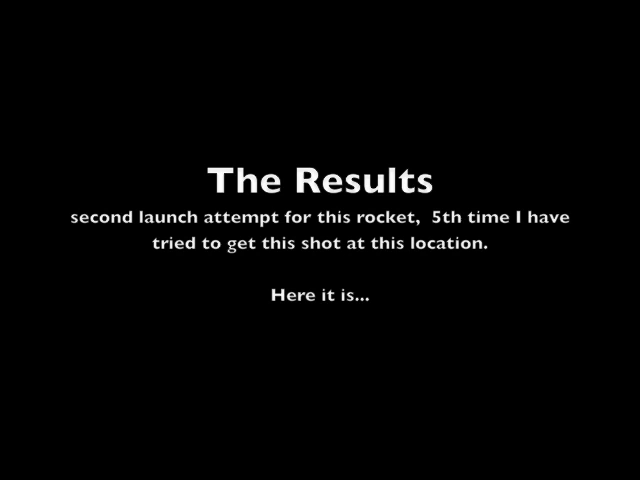 The Results
second launch attempt for this rocket,  5th time I have
tried to get this shot at this location.
Here it is...